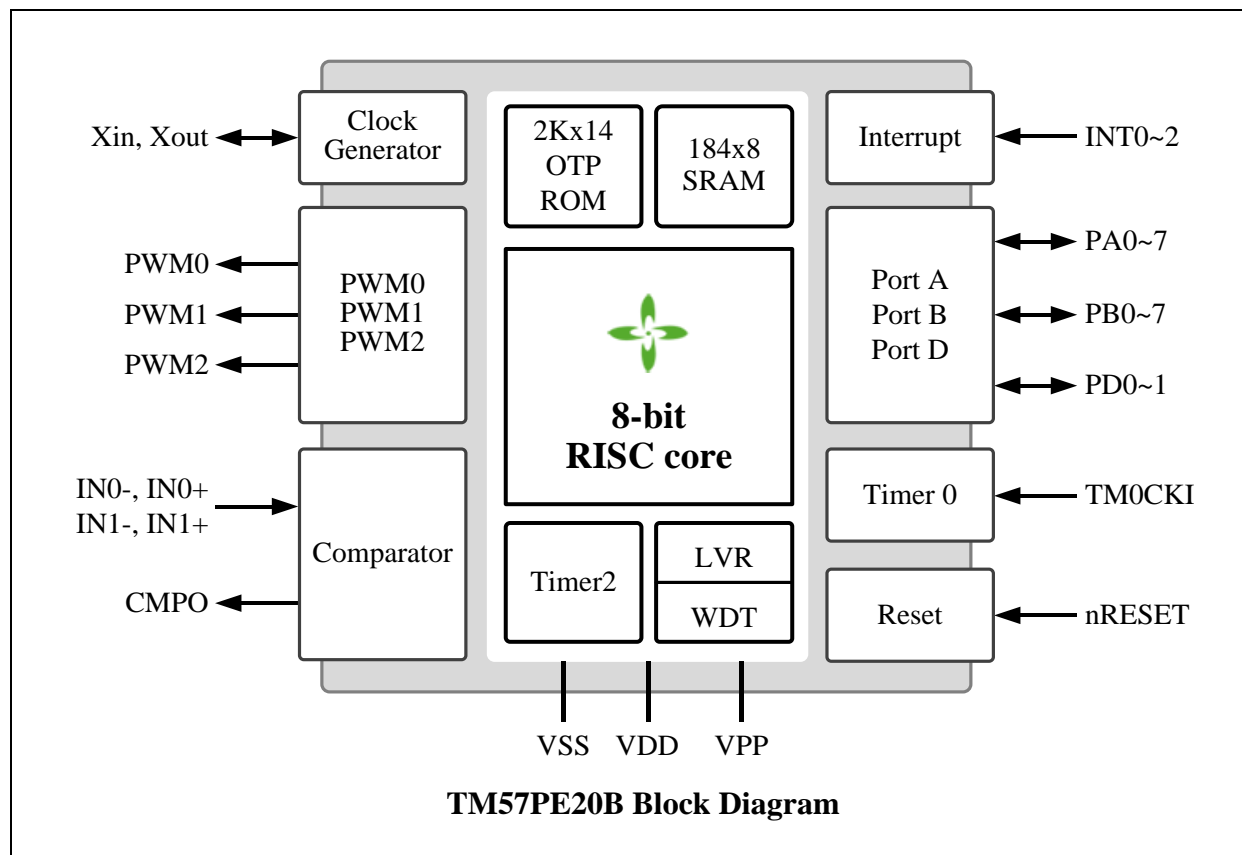 Xin, Xout
Clock
Generator
2Kx14
OTP
ROM
184x8
SRAM
Interrupt
INT0~2
PWM0
PWM1
PWM2
PWM0
PWM1
PWM2
Port A
Port B
Port D
PA0~7
PB0~7
PD0~1
8-bit
RISC core
IN0-, IN0+
IN1-, IN1+
CMPO
Comparator
Timer2
LVR
WDT
Timer 0
TM0CKI
Reset
nRESET
VSS
VDD
VPP
TM57PE20B Block Diagram